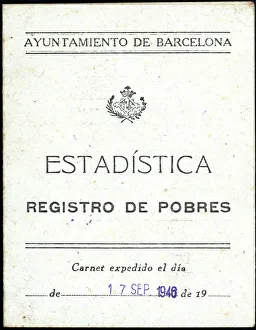 AYUNTAMIENTO DE BARCELONA
ESTADÍSTICA
REGISTRO DE POBRES
Carnet expedido el día
de 17 SEP. 1946 de 19